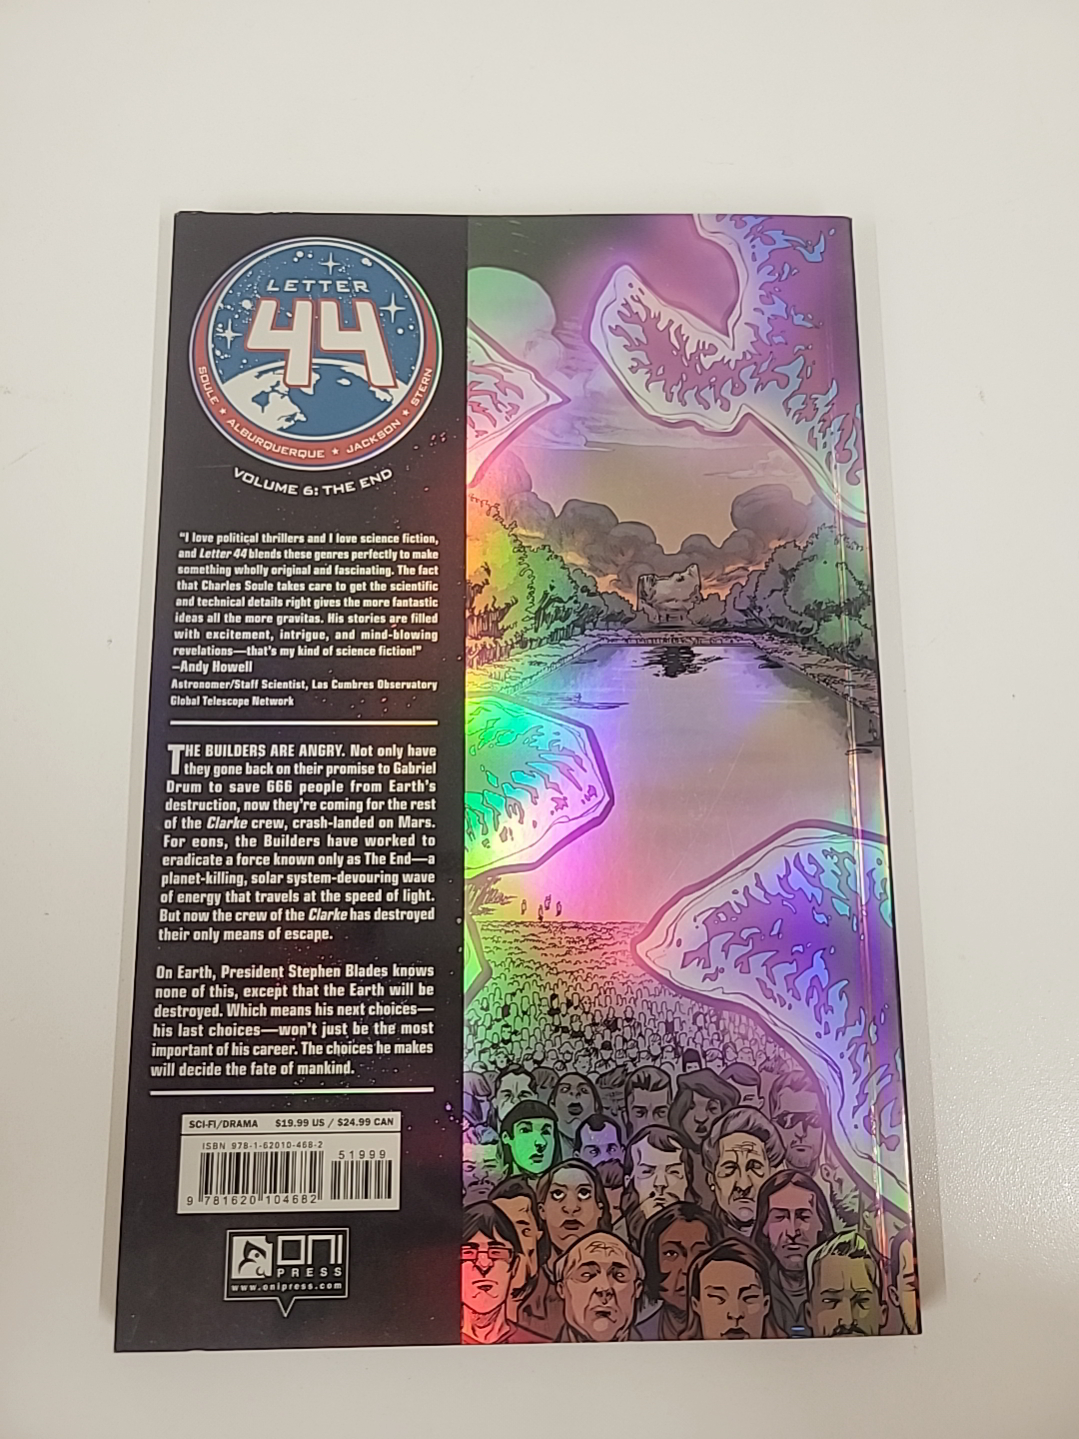 LETTER
44
SOULE ★ ALBURQUERQUE ★ JACKSON ★ STERN
VOLUME 6: THE END
"I love political thrillers and I love science fiction,
and Letter 44 blends these genres perfectly to make
something wholly original and fascinating. The fact
that Charles Soule takes care to get the scientific
and technical details right gives the more fantastic
ideas all the more gravitas. His stories are filled
with excitement, intrigue, and mind-blowing
revelations—that's my kind of science fiction!"
—Andy Howell
Astronomer/Staff Scientist, Las Cumbres Observatory
Global Telescope Network
THE BUILDERS ARE ANGRY. Not only have
they gone back on their promise to Gabriel
Drum to save 666 people from Earth's
destruction, now they're coming for the rest
of the Clarke crew, crash-landed on Mars.
For eons, the Builders have worked to
eradicate a force known only as The End—a
planet-killing, solar system-devouring wave
of energy that travels at the speed of light.
But now the crew of the Clarke has destroyed
their only means of escape.
On Earth, President Stephen Blades knows
none of this, except that the Earth will be
destroyed. Which means his next choices—
his last choices—won't just be the most
important of his career. The choices he makes
will decide the fate of mankind.
SCI-FI/DRAMA $19.99 US / $24.99 CAN
ISBN 978-1-62010-468-2
51999
9 781620 104682
ONI
PRESS
www.onipress.com